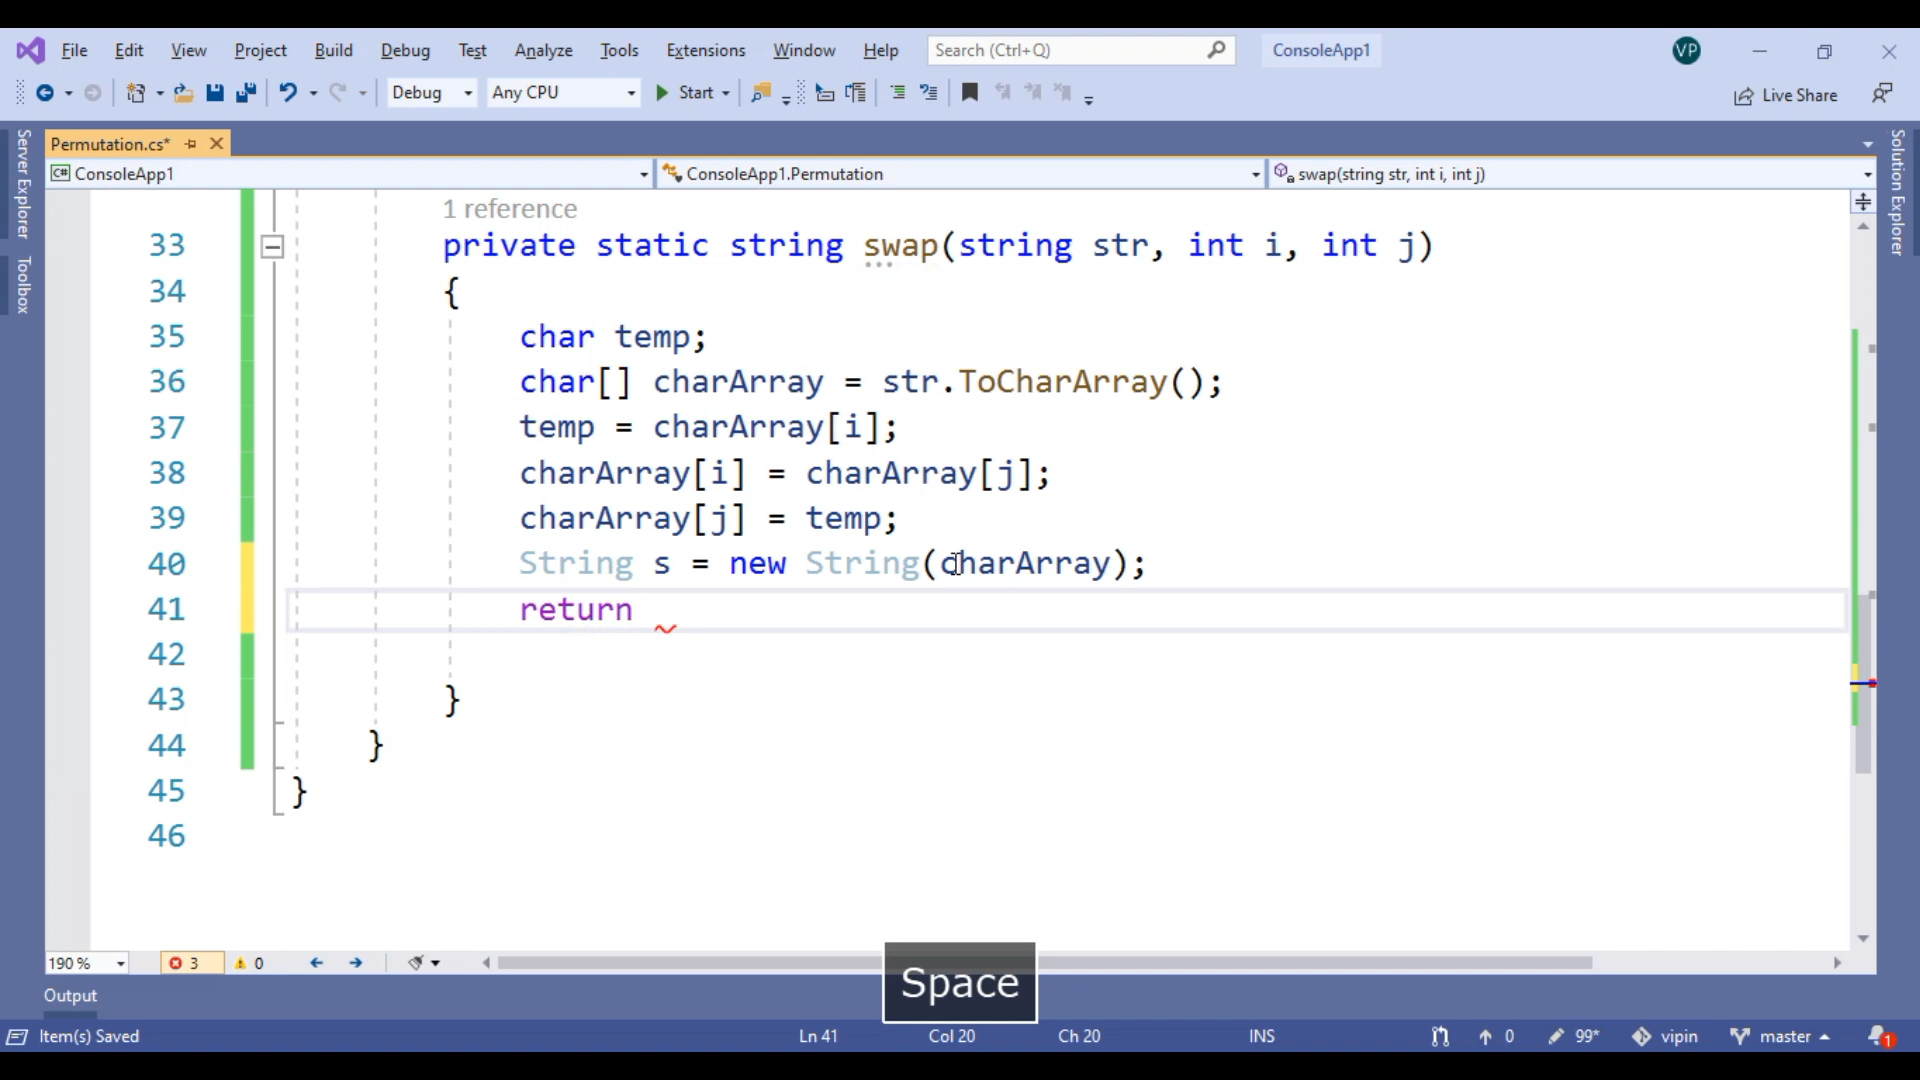 File Edit View Project Build Debug Test Analyze Tools Extensions Window Help Search (Ctrl+Q) ConsoleApp1 VP
Debug Any CPU Start Live Share
Server Explorer
Toolbox
Solution Explorer
Permutation.cs*
C# ConsoleApp1 ConsoleApp1.Permutation swap(string str, int i, int j)
1 reference
33 private static string swap(string str, int i, int j)
34 {
35 char temp;
36 char[] charArray = str.ToCharArray();
37 temp = charArray[i];
38 charArray[i] = charArray[j];
39 charArray[j] = temp;
40 String s = new String(charArray);
41 return
42
43 }
44 }
45 }
46
190 % 3 0
Space
Output
Item(s) Saved Ln 41 Col 20 Ch 20 INS 0 99* vipin master 1